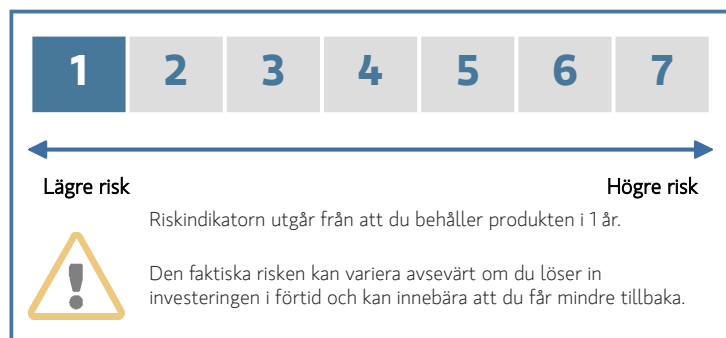 1 2 3 4 5 6 7
Lägre risk Högre risk
Riskindikatorn utgår från att du behåller produkten i 1 år.
Den faktiska risken kan variera avsevärt om du löser in
investeringen i förtid och kan innebära att du får mindre tillbaka.